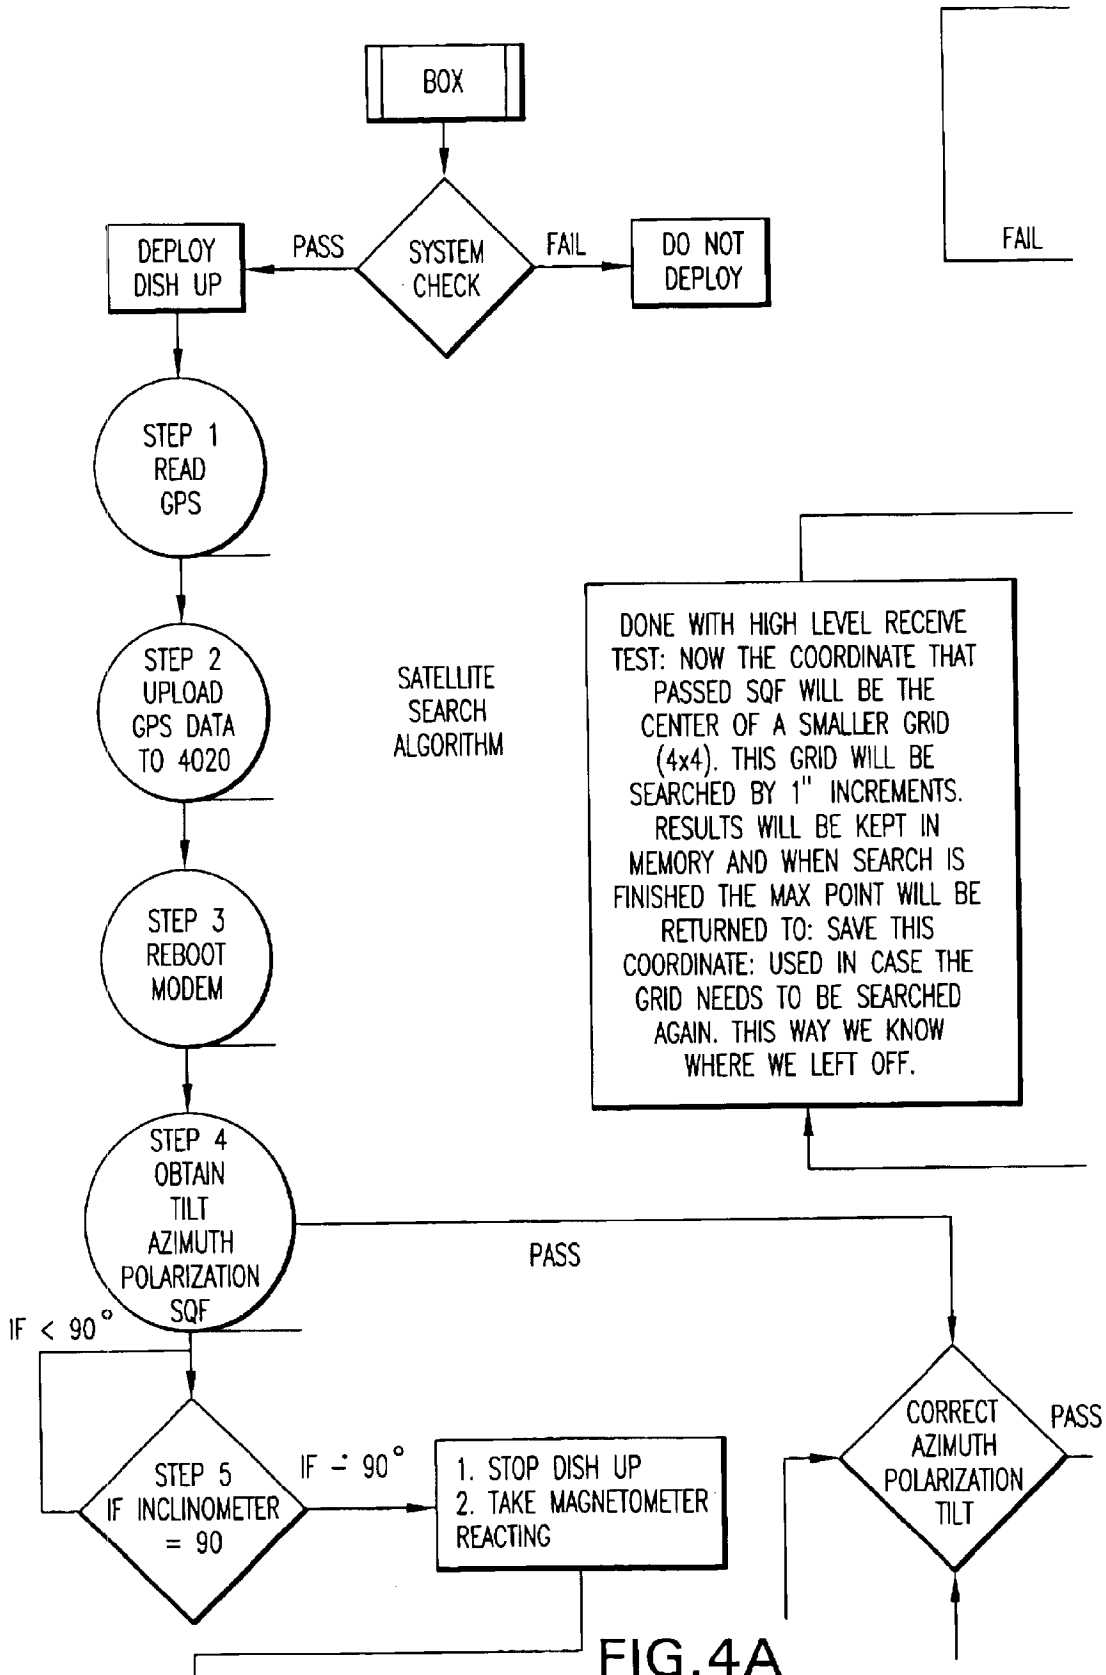 BOX
SYSTEM
CHECK
PASS
FAIL
DEPLOY
DISH UP
DO NOT
DEPLOY
FAIL
STEP 1
READ
GPS
STEP 2
UPLOAD
GPS DATA
TO 4020
SATELLITE
SEARCH
ALGORITHM
DONE WITH HIGH LEVEL RECEIVE
TEST: NOW THE COORDINATE THAT
PASSED SQF WILL BE THE
CENTER OF A SMALLER GRID
(4x4). THIS GRID WILL BE
SEARCHED BY 1" INCREMENTS.
RESULTS WILL BE KEPT IN
MEMORY AND WHEN SEARCH IS
FINISHED THE MAX POINT WILL BE
RETURNED TO: SAVE THIS
COORDINATE: USED IN CASE THE
GRID NEEDS TO BE SEARCHED
AGAIN. THIS WAY WE KNOW
WHERE WE LEFT OFF.
STEP 3
REBOOT
MODEM
STEP 4
OBTAIN
TILT
AZIMUTH
POLARIZATION
SQF
PASS
IF < 90°
STEP 5
IF INCLINOMETER
= 90
IF - 90°
1. STOP DISH UP
2. TAKE MAGNETOMETER
REACTING
CORRECT
AZIMUTH
POLARIZATION
TILT
PASS
FIG.4A